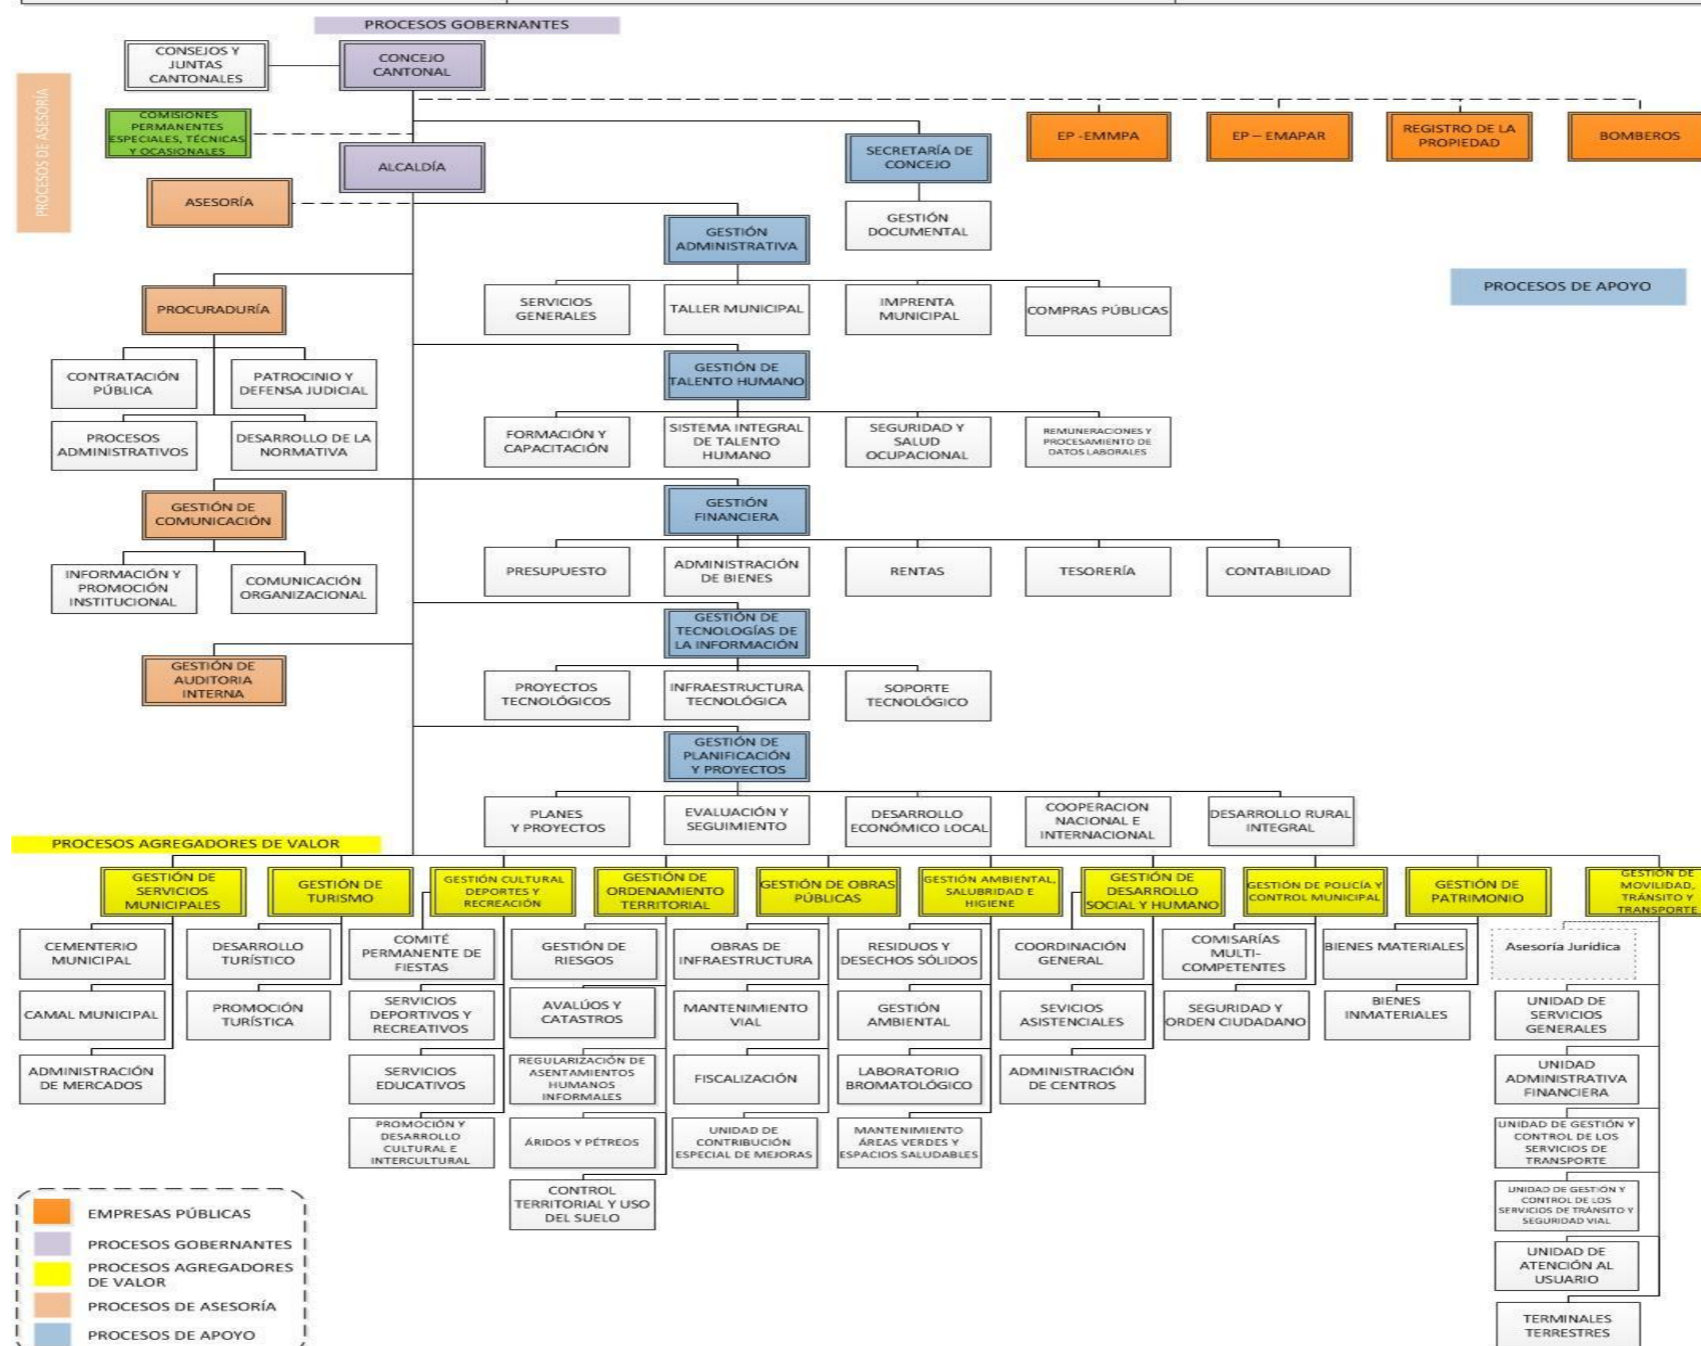 PROCESOS GOBERNANTES
CONSEJOS Y
JUNTAS
CANTONALES
CONCEJO
CANTONAL
PROCESOS DE ASESORÍA
COMISIONES
PERMANENTES
ESPECIALES, TÉCNICAS
Y OCASIONALES
ALCALDÍA
SECRETARÍA DE
CONCEJO
EP -EMMPA
EP – EMAPAR
REGISTRO DE LA
PROPIEDAD
BOMBEROS
ASESORÍA
GESTIÓN
DOCUMENTAL
GESTIÓN
ADMINISTRATIVA
PROCESOS DE APOYO
PROCURADURÍA
SERVICIOS
GENERALES
TALLER MUNICIPAL
IMPRENTA
MUNICIPAL
COMPRAS PÚBLICAS
CONTRATACIÓN
PÚBLICA
PATROCINIO Y
DEFENSA JUDICIAL
GESTIÓN DE
TALENTO HUMANO
PROCESOS
ADMINISTRATIVOS
DESARROLLO DE LA
NORMATIVA
FORMACIÓN Y
CAPACITACIÓN
SISTEMA INTEGRAL
DE TALENTO
HUMANO
SEGURIDAD Y
SALUD
OCUPACIONAL
REMUNERACIONES Y
PROCESAMIENTO DE
DATOS LABORALES
GESTIÓN DE
COMUNICACIÓN
GESTIÓN
FINANCIERA
INFORMACIÓN Y
PROMOCIÓN
INSTITUCIONAL
COMUNICACIÓN
ORGANIZACIONAL
PRESUPUESTO
ADMINISTRACIÓN
DE BIENES
RENTAS
TESORERÍA
CONTABILIDAD
GESTIÓN DE
TECNOLOGÍAS DE
LA INFORMACIÓN
GESTIÓN DE
AUDITORIA
INTERNA
PROYECTOS
TECNOLÓGICOS
INFRAESTRUCTURA
TECNOLÓGICA
SOPORTE
TECNOLÓGICO
GESTIÓN DE
PLANIFICACIÓN
Y PROYECTOS
PLANES
Y PROYECTOS
EVALUACIÓN Y
SEGUIMIENTO
DESARROLLO
ECONÓMICO LOCAL
COOPERACION
NACIONAL E
INTERNACIONAL
DESARROLLO RURAL
INTEGRAL
PROCESOS AGREGADORES DE VALOR
GESTIÓN DE
SERVICIOS
MUNICIPALES
GESTIÓN DE
TURISMO
GESTIÓN CULTURAL
DEPORTES Y
RECREACIÓN
GESTIÓN DE
ORDENAMIENTO
TERRITORIAL
GESTIÓN DE OBRAS
PÚBLICAS
GESTIÓN AMBIENTAL,
SALUBRIDAD E
HIGIENE
GESTIÓN DE
DESARROLLO
SOCIAL Y HUMANO
GESTIÓN DE POLICÍA Y
CONTROL MUNICIPAL
GESTIÓN DE
PATRIMONIO
GESTIÓN DE
MOVILIDAD,
TRÁNSITO Y
TRANSPORTE
CEMENTERIO
MUNICIPAL
DESARROLLO
TURÍSTICO
COMITÉ
PERMANENTE DE
FIESTAS
GESTIÓN DE
RIESGOS
OBRAS DE
INFRAESTRUCTURA
RESIDUOS Y
DESECHOS SÓLIDOS
COORDINACIÓN
GENERAL
COMISARÍAS
MULTI-
COMPETENTES
BIENES MATERIALES
Asesoría Jurídica
CAMAL MUNICIPAL
PROMOCIÓN
TURÍSTICA
SERVICIOS
DEPORTIVOS Y
RECREATIVOS
AVALÚOS Y
CATASTROS
MANTENIMIENTO
VIAL
GESTIÓN
AMBIENTAL
SEVICIOS
ASISTENCIALES
SEGURIDAD Y
ORDEN CIUDADANO
BIENES
INMATERIALES
UNIDAD DE
SERVICIOS
GENERALES
ADMINISTRACIÓN
DE MERCADOS
SERVICIOS
EDUCATIVOS
REGULARIZACIÓN DE
ASENTAMIENTOS
HUMANOS
INFORMALES
FISCALIZACIÓN
LABORATORIO
BROMATOLÓGICO
ADMINISTRACIÓN
DE CENTROS
UNIDAD
ADMINISTRATIVA
FINANCIERA
PROMOCIÓN Y
DESARROLLO
CULTURAL E
INTERCULTURAL
ÁRIDOS Y PÉTREOS
UNIDAD DE
CONTRIBUCIÓN
ESPECIAL DE MEJORAS
MANTENIMIENTO
ÁREAS VERDES Y
ESPACIOS SALUDABLES
UNIDAD DE GESTIÓN Y
CONTROL DE LOS
SERVICIOS DE
TRANSPORTE
CONTROL
TERRITORIAL Y USO
DEL SUELO
UNIDAD DE GESTIÓN Y
CONTROL DE LOS
SERVICIOS DE TRÁNSITO Y
SEGURIDAD VIAL
UNIDAD DE
ATENCIÓN AL
USUARIO
TERMINALES
TERRESTRES
EMPRESAS PÚBLICAS
PROCESOS GOBERNANTES
PROCESOS AGREGADORES
DE VALOR
PROCESOS DE ASESORÍA
PROCESOS DE APOYO